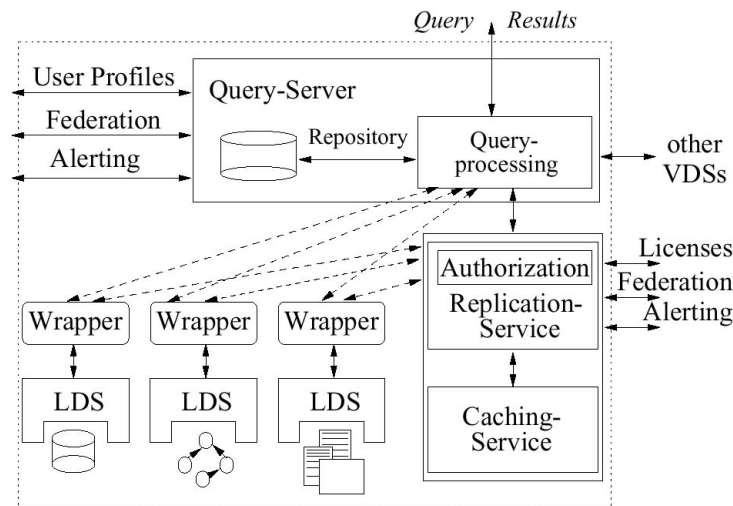 Query Results
User Profiles
Query-Server
Federation
Repository
Query-
processing
Alerting
other
VDSs
Licenses
Authorization
Federation
Replication-
Service
Alerting
Wrapper Wrapper Wrapper
LDS LDS LDS
Caching-
Service